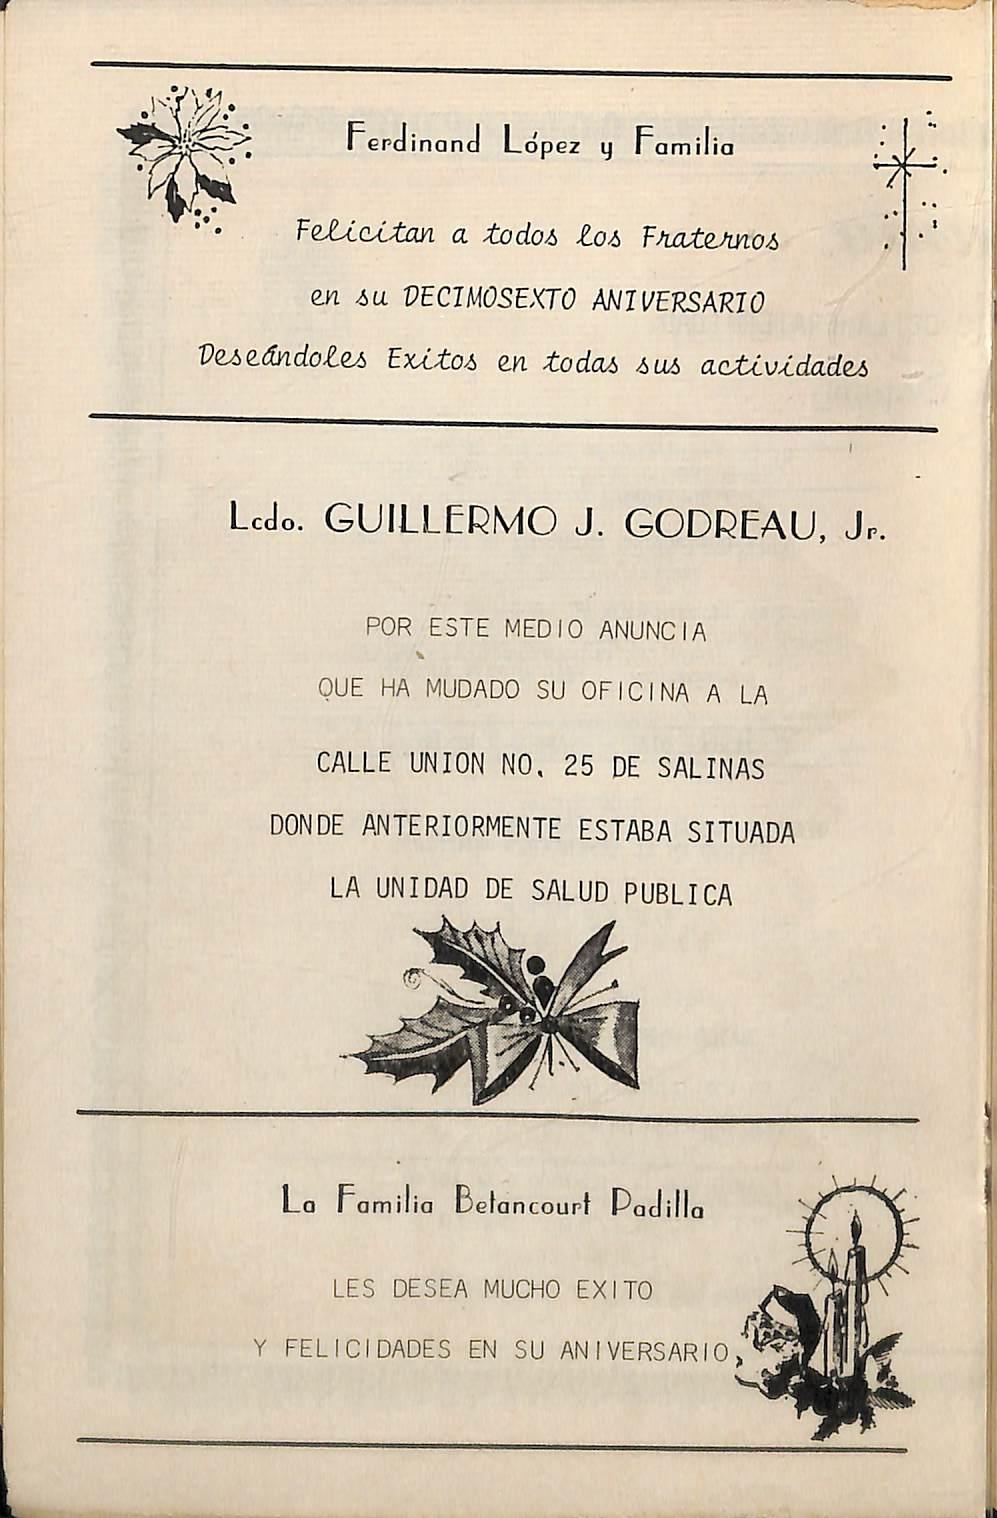 Ferdinand López y Familia
Felicitan a todos los Fraternos
en su DECIMOSEXTO ANIVERSARIO
Deseándoles Exitos en todas sus actividades
Lcdo. GUILLERMO J. GODREAU, Jr.
POR ESTE MEDIO ANUNCIA
QUE HA MUDADO SU OFICINA A LA
CALLE UNION NO. 25 DE SALINAS
DONDE ANTERIORMENTE ESTABA SITUADA
LA UNIDAD DE SALUD PUBLICA
La Familia Betancourt Padilla
LES DESEA MUCHO EXITO
Y FELICIDADES EN SU ANIVERSARIO.